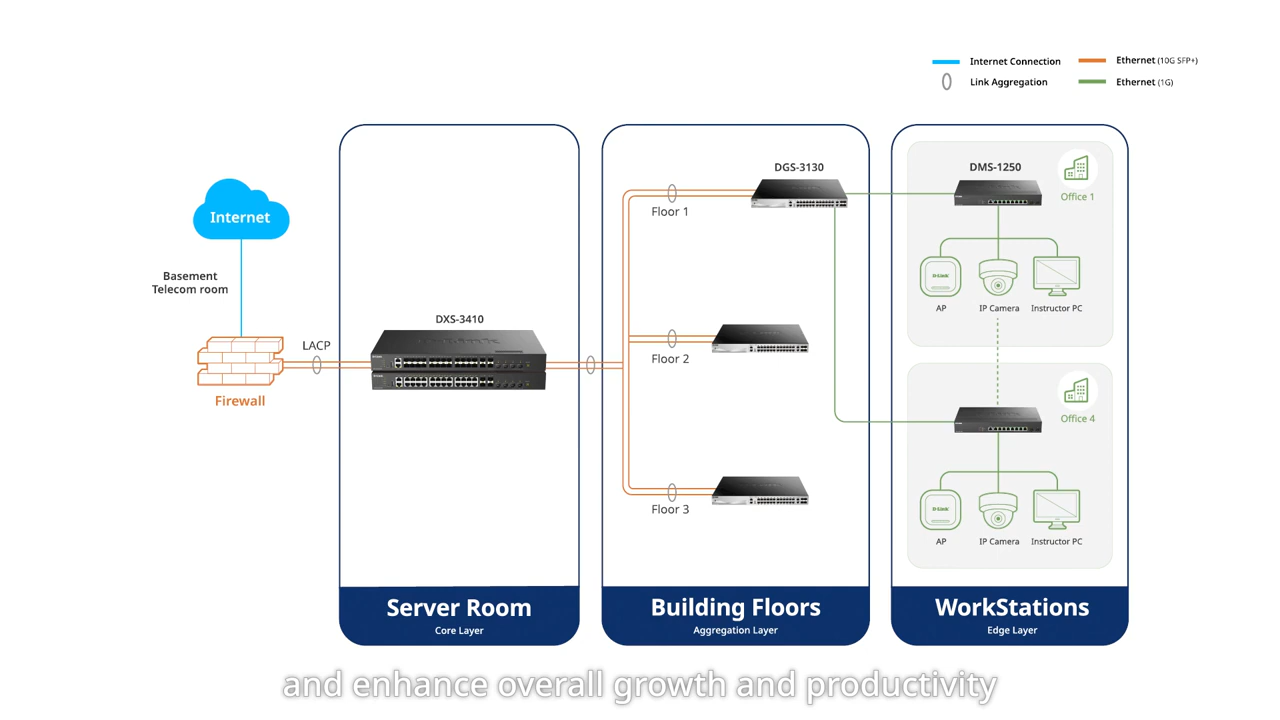 Internet Connection
Ethernet (10G SFP+)
Link Aggregation
Ethernet (1G)
Internet
Basement
Telecom room
Firewall
LACP
DXS-3410
Server Room
Core Layer
DGS-3130
Floor 1
Floor 2
Floor 3
Building Floors
Aggregation Layer
DMS-1250
Office 1
D-Link
AP
IP Camera
Instructor PC
Office 4
D-Link
AP
IP Camera
Instructor PC
WorkStations
Edge Layer
and enhance overall growth and productivity